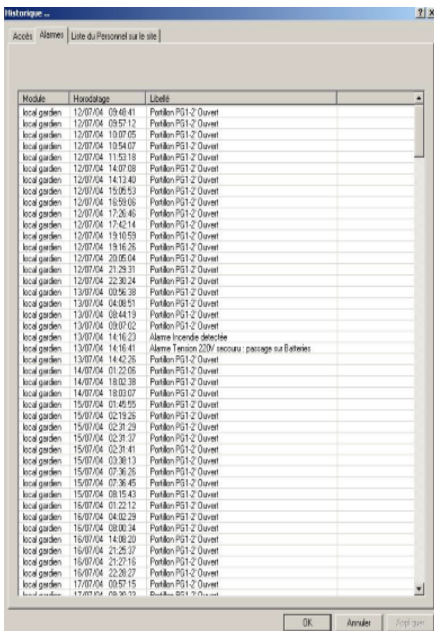 Historique ...
Accès Alarmes Liste du Personnel sur le site
Module Horodatage Libellé
local gardien 12/07/04 09:48:41 Portillon PG1-2' Ouvert
local gardien 12/07/04 09:57:12 Portillon PG1-2' Ouvert
local gardien 12/07/04 10:07:05 Portillon PG1-2' Ouvert
local gardien 12/07/04 10:54:07 Portillon PG1-2' Ouvert
local gardien 12/07/04 11:53:18 Portillon PG1-2' Ouvert
local gardien 12/07/04 14:07:08 Portillon PG1-2' Ouvert
local gardien 12/07/04 14:13:40 Portillon PG1-2' Ouvert
local gardien 12/07/04 15:05:53 Portillon PG1-2' Ouvert
local gardien 12/07/04 16:59:06 Portillon PG1-2' Ouvert
local gardien 12/07/04 17:26:46 Portillon PG1-2' Ouvert
local gardien 12/07/04 17:42:14 Portillon PG1-2' Ouvert
local gardien 12/07/04 19:10:59 Portillon PG1-2' Ouvert
local gardien 12/07/04 19:16:26 Portillon PG1-2' Ouvert
local gardien 12/07/04 20:05:04 Portillon PG1-2' Ouvert
local gardien 12/07/04 21:29:31 Portillon PG1-2' Ouvert
local gardien 12/07/04 22:30:24 Portillon PG1-2' Ouvert
local gardien 13/07/04 00:56:38 Portillon PG1-2' Ouvert
local gardien 13/07/04 04:08:51 Portillon PG1-2' Ouvert
local gardien 13/07/04 08:44:19 Portillon PG1-2' Ouvert
local gardien 13/07/04 09:07:02 Portillon PG1-2' Ouvert
local gardien 13/07/04 14:16:23 Alarme Incendie detectée
local gardien 13/07/04 14:16:41 Alarme Tension 220V secouru : passage sur Batteries
local gardien 13/07/04 14:42:26 Portillon PG1-2' Ouvert
local gardien 14/07/04 01:22:06 Portillon PG1-2' Ouvert
local gardien 14/07/04 18:02:38 Portillon PG1-2' Ouvert
local gardien 14/07/04 18:03:07 Portillon PG1-2' Ouvert
local gardien 15/07/04 01:45:55 Portillon PG1-2' Ouvert
local gardien 15/07/04 02:19:26 Portillon PG1-2' Ouvert
local gardien 15/07/04 02:31:29 Portillon PG1-2' Ouvert
local gardien 15/07/04 02:31:37 Portillon PG1-2' Ouvert
local gardien 15/07/04 02:31:41 Portillon PG1-2' Ouvert
local gardien 15/07/04 03:38:13 Portillon PG1-2' Ouvert
local gardien 15/07/04 07:36:26 Portillon PG1-2' Ouvert
local gardien 15/07/04 07:36:45 Portillon PG1-2' Ouvert
local gardien 15/07/04 08:15:43 Portillon PG1-2' Ouvert
local gardien 16/07/04 01:22:12 Portillon PG1-2' Ouvert
local gardien 16/07/04 04:02:29 Portillon PG1-2' Ouvert
local gardien 16/07/04 08:00:34 Portillon PG1-2' Ouvert
local gardien 16/07/04 14:08:20 Portillon PG1-2' Ouvert
local gardien 16/07/04 21:25:37 Portillon PG1-2' Ouvert
local gardien 16/07/04 21:27:16 Portillon PG1-2' Ouvert
local gardien 16/07/04 22:28:27 Portillon PG1-2' Ouvert
local gardien 17/07/04 00:57:15 Portillon PG1-2' Ouvert
OK Annuler Appliquer